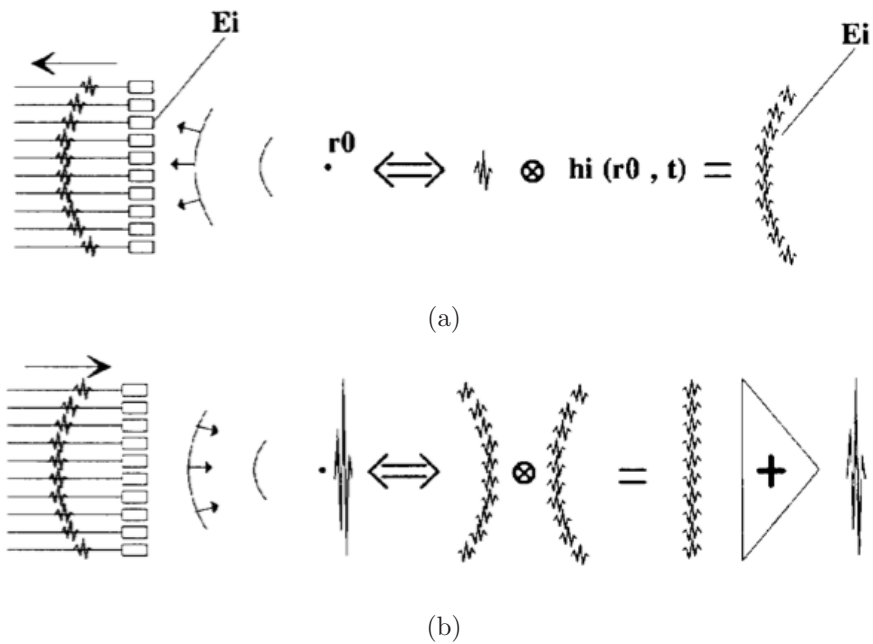 Ei
Ei
r0
⇔ ⊗ hi (r0 , t) =
(a)
⇔ ⊗ = +
(b)